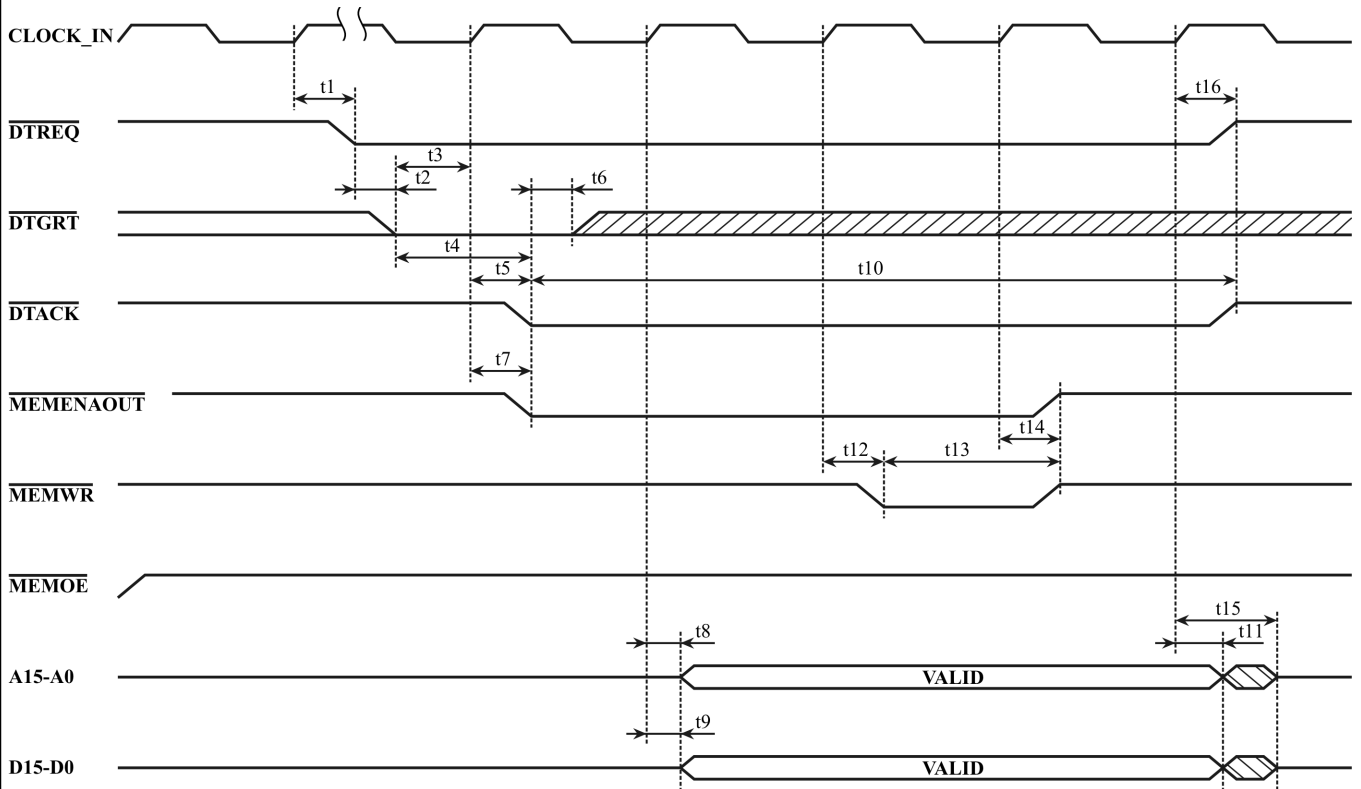 CLOCK_IN
t1
t16
DTREQ
t3
t2
t6
DTGRT
t4
t5
t10
DTACK
t7
MEMENAOUT
t14
t12
t13
MEMWR
MEMOE
t15
t8
t11
A15-A0
VALID
t9
D15-D0
VALID